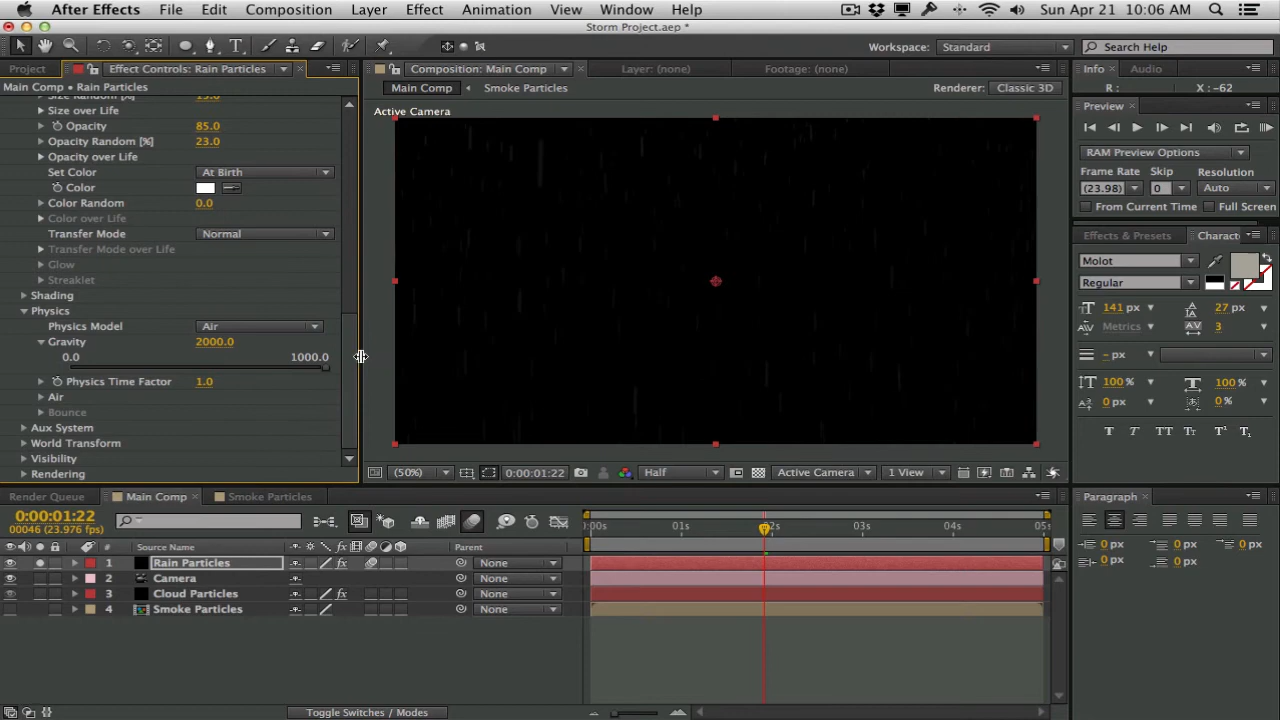 After Effects File Edit Composition Layer Effect Animation View Window Help Sun Apr 21 10:06 AM
Storm Project.aep *
Workspace: Standard Search Help
Project Effect Controls: Rain Particles Composition: Main Comp Layer: (none) Footage: (none) Info Audio
Main Comp • Rain Particles Main Comp Smoke Particles Renderer: Classic 3D R : X : -62
Size Random [%] 15.0
Active Camera
Size over Life
Opacity 85.0
Opacity Random [%] 23.0
Opacity over Life
Set Color At Birth
Color
Color Random 0.0
Color over Life
Transfer Mode Normal
Transfer Mode over Life
Glow
Streaklet
Shading
Physics
Physics Model Air
Gravity 2000.0
0.0 1000.0
Physics Time Factor 1.0
Air
Bounce
Aux System
World Transform
Visibility
Rendering
(50%) 0:00:01:22 Half Active Camera 1 View
Preview
RAM Preview Options
Frame Rate Skip Resolution
(23.98) 0 Auto
From Current Time Full Screen
Effects & Presets Charact
Molot
Regular
141 px 27 px
Metrics 3
- px
100 % 100 %
0 px 0 %
T T TT Tt T¹ T₁
Paragraph
0 px 0 px 0 px
0 px 0 px
Render Queue Main Comp Smoke Particles
0:00:01:22
00046 (23.976 fps)
:00s 01s 2s 03s 04s 05s
# Source Name Parent
1 Rain Particles None
2 Camera None
3 Cloud Particles None
4 Smoke Particles None
Toggle Switches / Modes